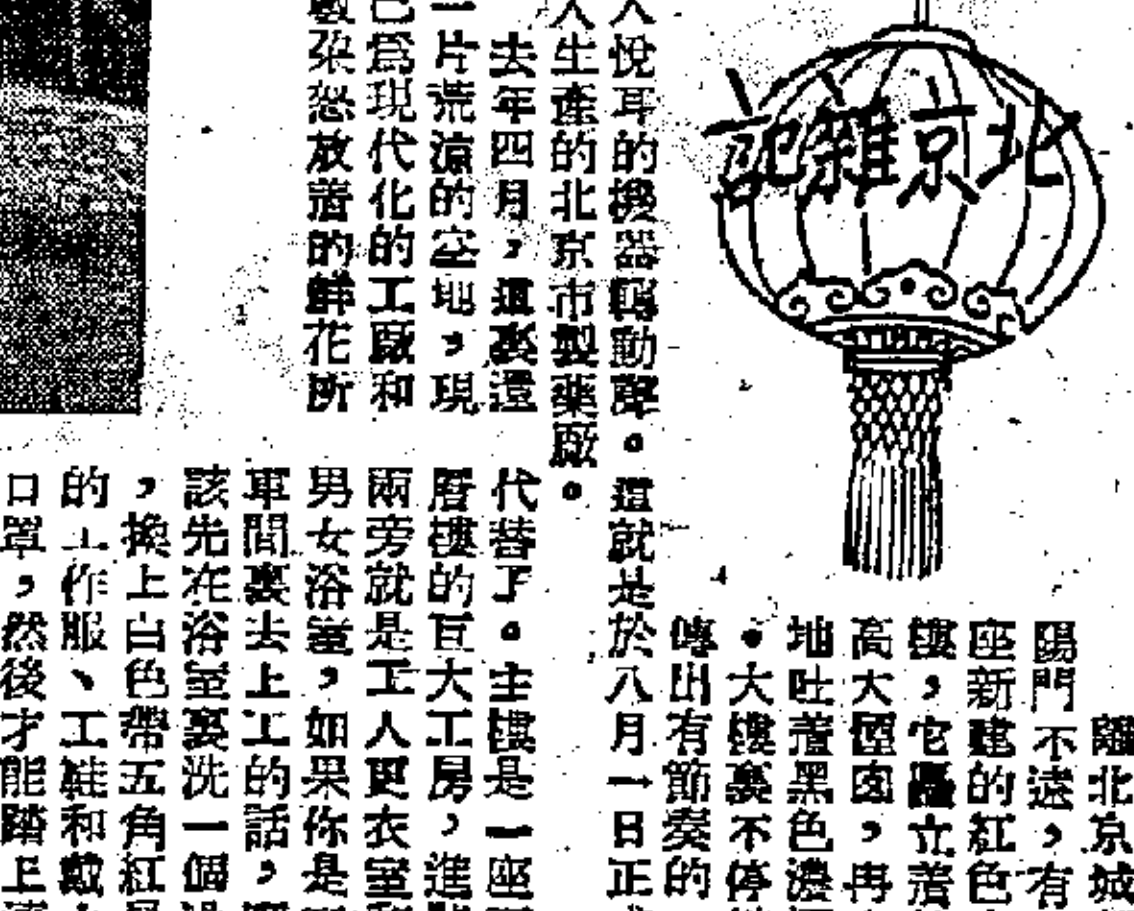 北京雜記
離北京城
陽門不遠，有
座新建的紅色
樓，它矗立着
高大煙囱，冉
地吐着黑色濃
。大樓裏不停
傳出有節奏的
人悅耳的機器轉動聲。這就是於八月一日正
人生產的北京市製藥廠。
去年四月，這裏還
一片荒涼的空地，現
已爲現代化的工廠和
朶怒放着的鮮花所
代替了。主樓是一座
層樓的巨大工房，進
兩旁就是工人更衣室
男女浴室，如果你是
車間裏去上工的話，
該先在浴室裏洗一個
，換上白色帶五角紅
的工作服、工鞋和戴
口罩，然後才能踏上